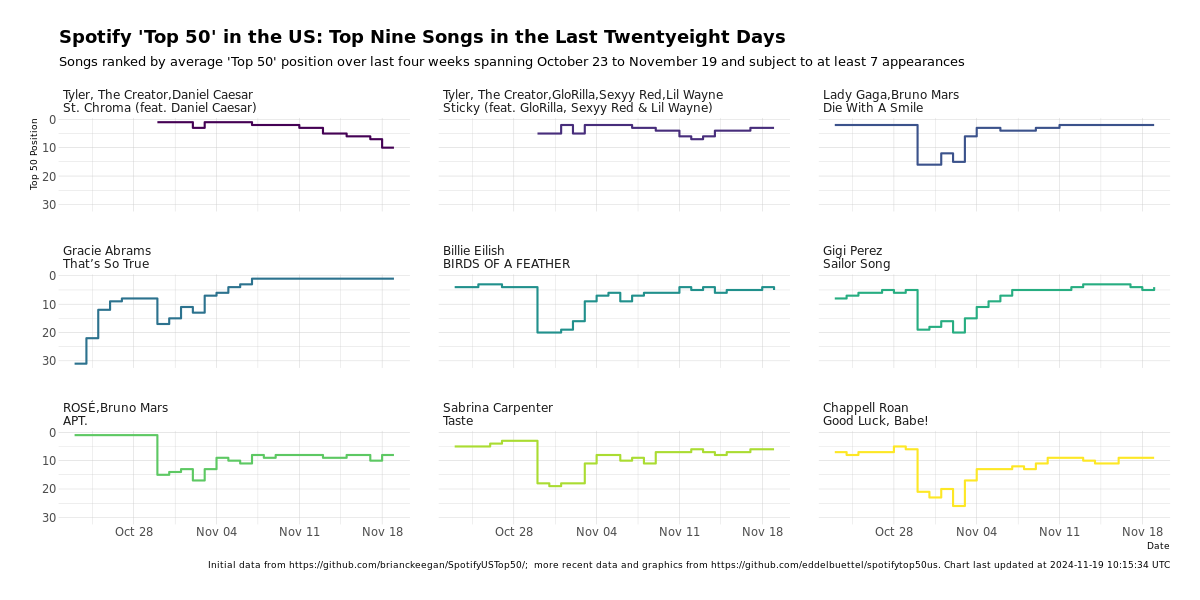 Spotify 'Top 50' in the US: Top Nine Songs in the Last Twentyeight Days
Songs ranked by average 'Top 50' position over last four weeks spanning October 23 to November 19 and subject to at least 7 appearances
Tyler, The Creator,Daniel Caesar
St. Chroma (feat. Daniel Caesar)
Tyler, The Creator,GloRilla,Sexyy Red,Lil Wayne
Sticky (feat. GloRilla, Sexyy Red & Lil Wayne)
Lady Gaga,Bruno Mars
Die With A Smile
Top 50 Position
0
10
20
30
Gracie Abrams
That’s So True
Billie Eilish
BIRDS OF A FEATHER
Gigi Perez
Sailor Song
0
10
20
30
ROSÉ,Bruno Mars
APT.
Sabrina Carpenter
Taste
Chappell Roan
Good Luck, Babe!
0
10
20
30
Oct 28 Nov 04 Nov 11 Nov 18
Oct 28 Nov 04 Nov 11 Nov 18
Oct 28 Nov 04 Nov 11 Nov 18
Date
Initial data from https://github.com/brianckeegan/SpotifyUSTop50/;  more recent data and graphics from https://github.com/eddelbuettel/spotifytop50us. Chart last updated at 2024-11-19 10:15:34 UTC